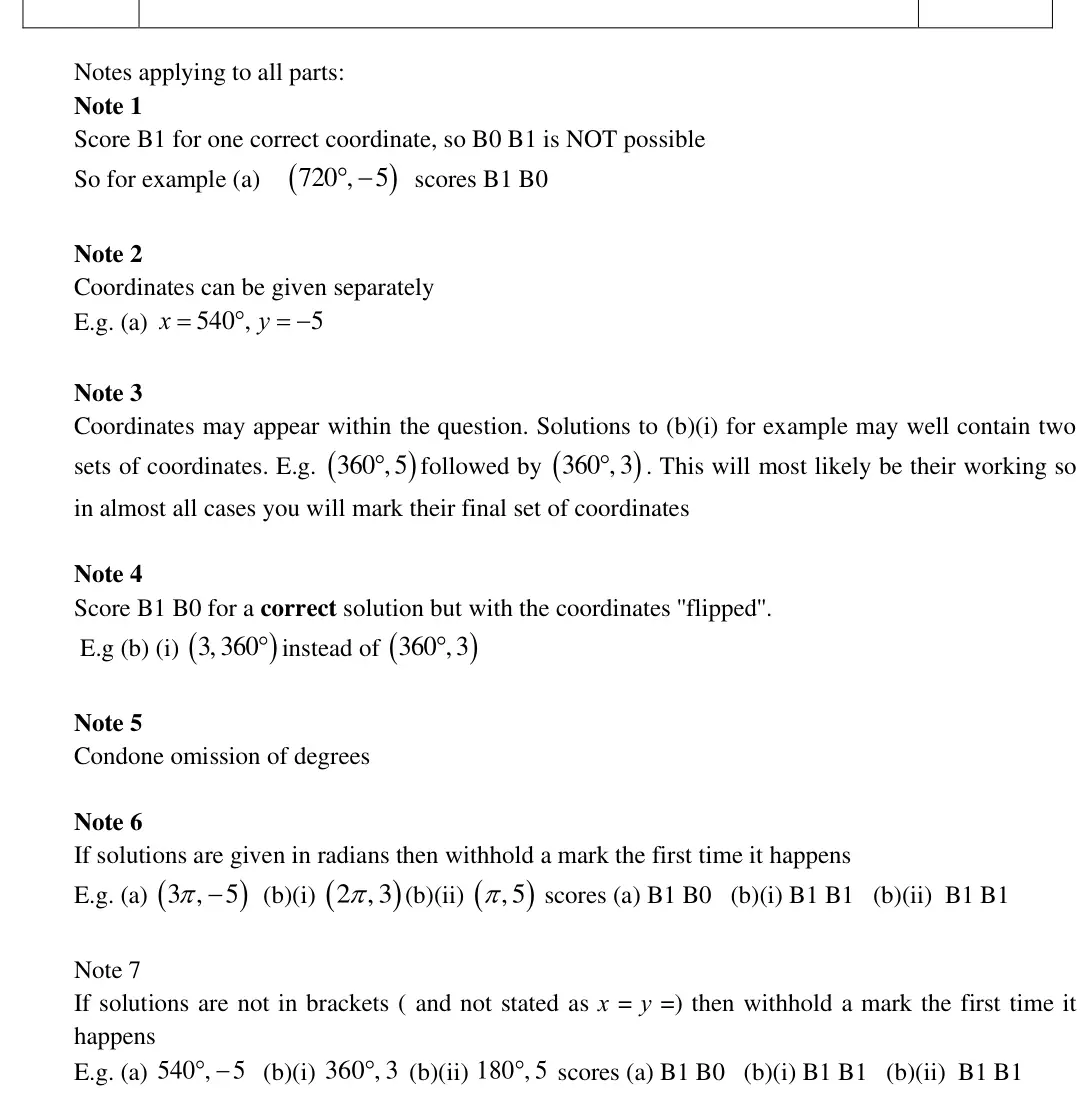 Notes applying to all parts:
Note 1
Score B1 for one correct coordinate, so B0 B1 is NOT possible
So for example (a) (720°, −5) scores B1 B0
Note 2
Coordinates can be given separately
E.g. (a) x = 540°, y = −5
Note 3
Coordinates may appear within the question. Solutions to (b)(i) for example may well contain two
sets of coordinates. E.g. (360°, 5) followed by (360°, 3). This will most likely be their working so
in almost all cases you will mark their final set of coordinates
Note 4
Score B1 B0 for a correct solution but with the coordinates "flipped".
E.g (b) (i) (3, 360°) instead of (360°, 3)
Note 5
Condone omission of degrees
Note 6
If solutions are given in radians then withhold a mark the first time it happens
E.g. (a) (3π, −5) (b)(i) (2π, 3) (b)(ii) (π, 5) scores (a) B1 B0 (b)(i) B1 B1 (b)(ii) B1 B1
Note 7
If solutions are not in brackets ( and not stated as x = y =) then withhold a mark the first time it
happens
E.g. (a) 540°, −5 (b)(i) 360°, 3 (b)(ii) 180°, 5 scores (a) B1 B0 (b)(i) B1 B1 (b)(ii) B1 B1